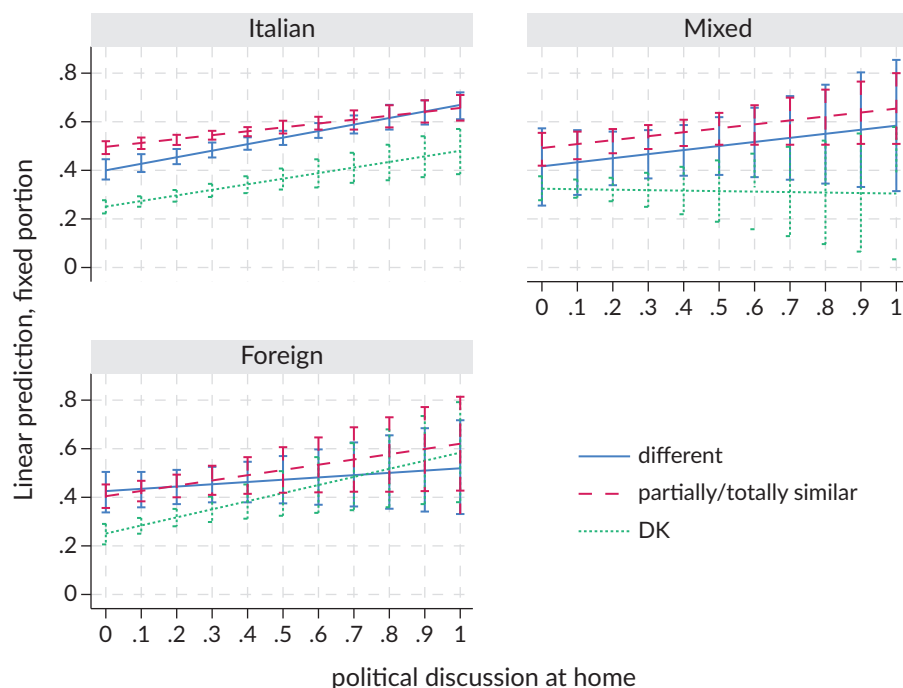 Italian
Mixed
.8
.6
.4
.2
0
0 .1 .2 .3 .4 .5 .6 .7 .8 .9 1
Linear prediction, fixed portion
Foreign
.8
.6
.4
.2
0
0 .1 .2 .3 .4 .5 .6 .7 .8 .9 1
different
partially/totally similar
DK
political discussion at home